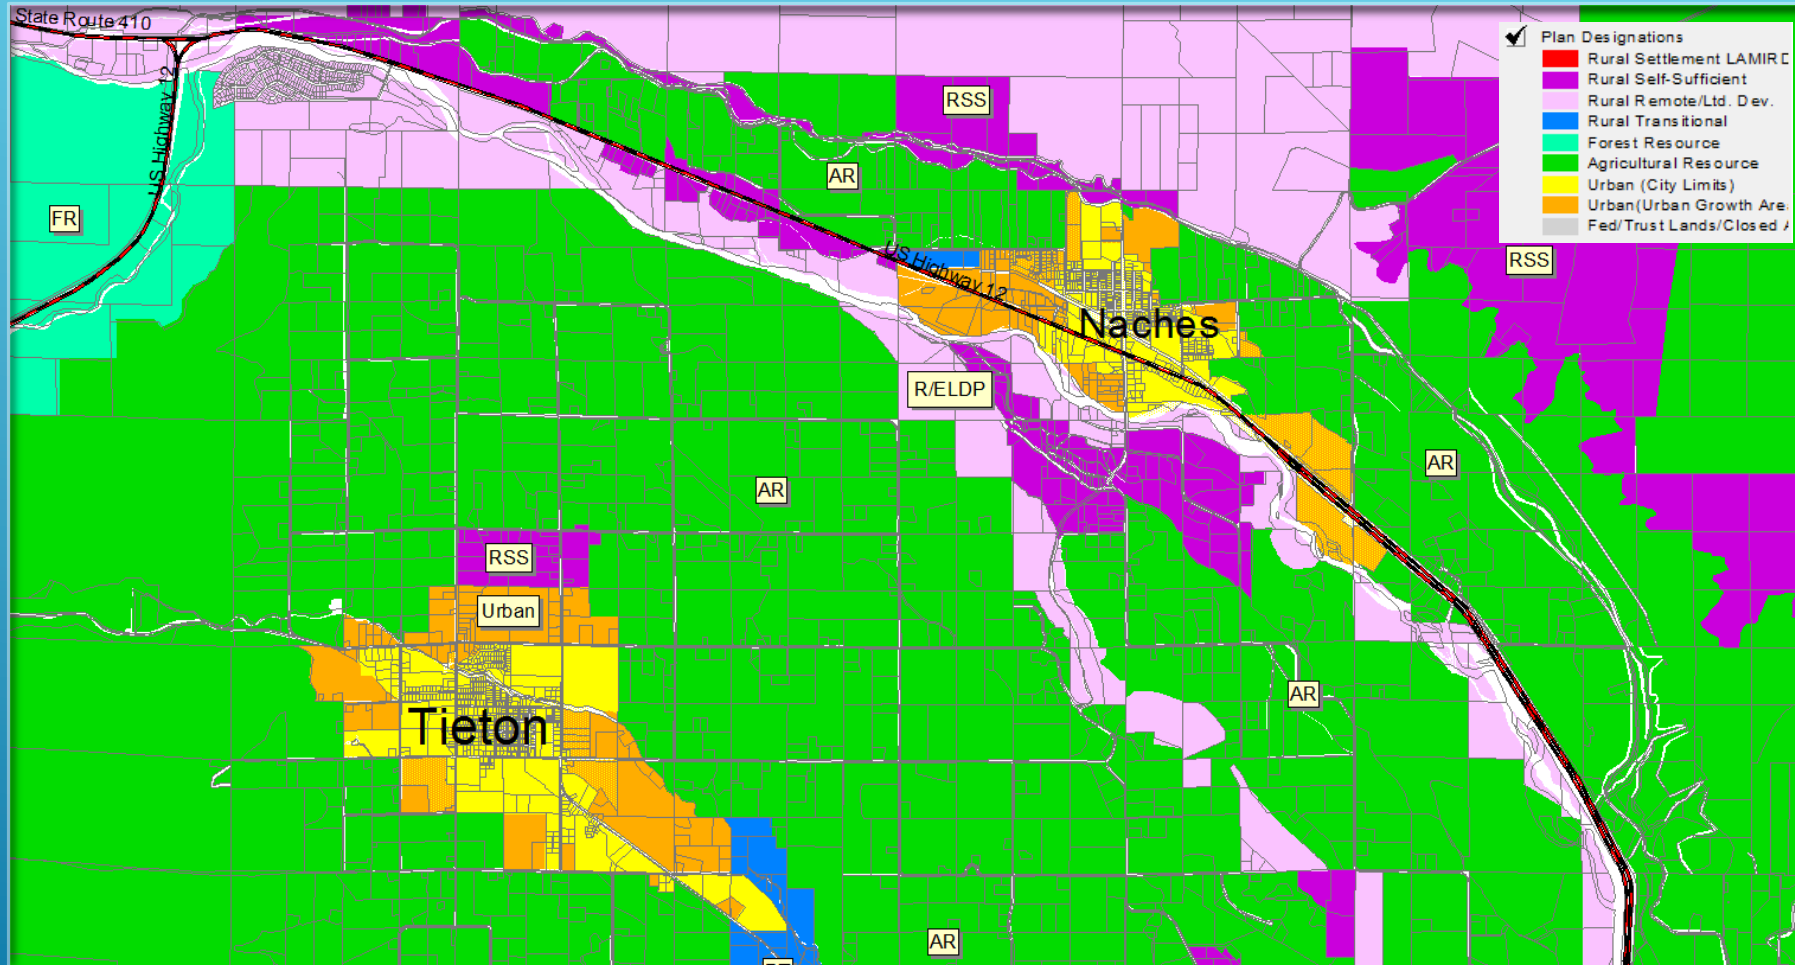 State Route 410
US Highway 12
Plan Designations
Rural Settlement LAMIRD
Rural Self-Sufficient
Rural Remote/Ltd. Dev.
Rural Transitional
Forest Resource
Agricultural Resource
Urban (City Limits)
Urban(Urban Growth Area
Fed/Trust Lands/Closed
RSS
AR
FR
RSS
US Highway 12
Naches
R/ELDP
AR
AR
RSS
Urban
AR
Tieton
AR